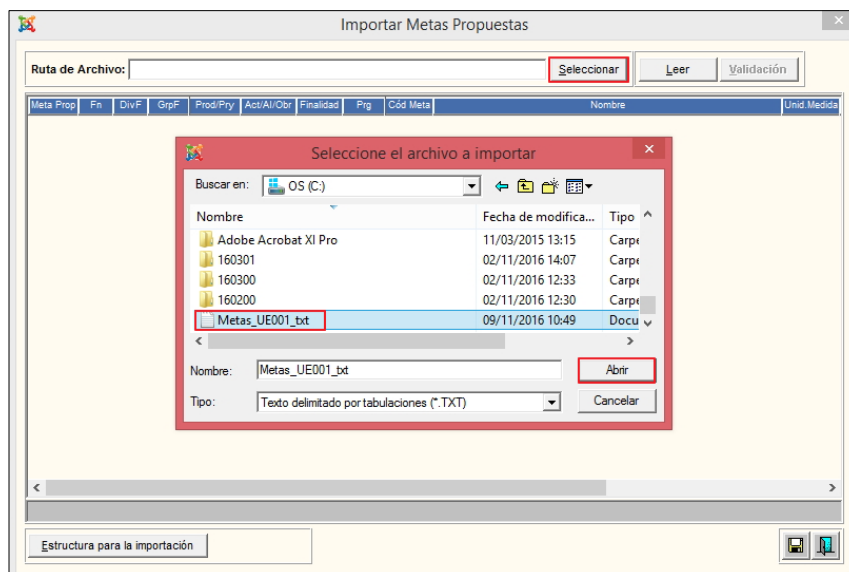 Importar Metas Propuestas
Ruta de Archivo: Seleccionar Leer Validación
Meta Prop Fn DivF GrpF Prod/Pry Act/AI/Obr Finalidad Prg Cód Meta Nombre Unid.Medida
Seleccione el archivo a importar
Buscar en: OS (C:)
Nombre Fecha de modifica... Tipo
Adobe Acrobat XI Pro 11/03/2015 13:15 Carpe
160301 02/11/2016 14:07 Carpe
160300 02/11/2016 12:33 Carpe
160200 02/11/2016 12:30 Carpe
Metas_UE001_txt 09/11/2016 10:49 Docu
Nombre: Metas_UE001_txt Abrir
Tipo: Texto delimitado por tabulaciones (*.TXT) Cancelar
Estructura para la importación